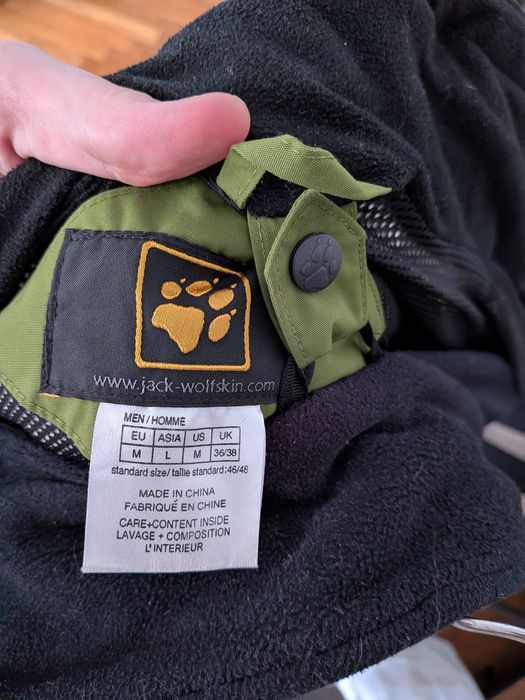 www.jack-wolfskin.com
MEN/HOMME
EU ASIA US UK
M L M 36/38
standard size/ taille standard:46/48
MADE IN CHINA
FABRIQUÉ EN CHINE
CARE+CONTENT INSIDE
LAVAGE + COMPOSITION
L'INTERIEUR